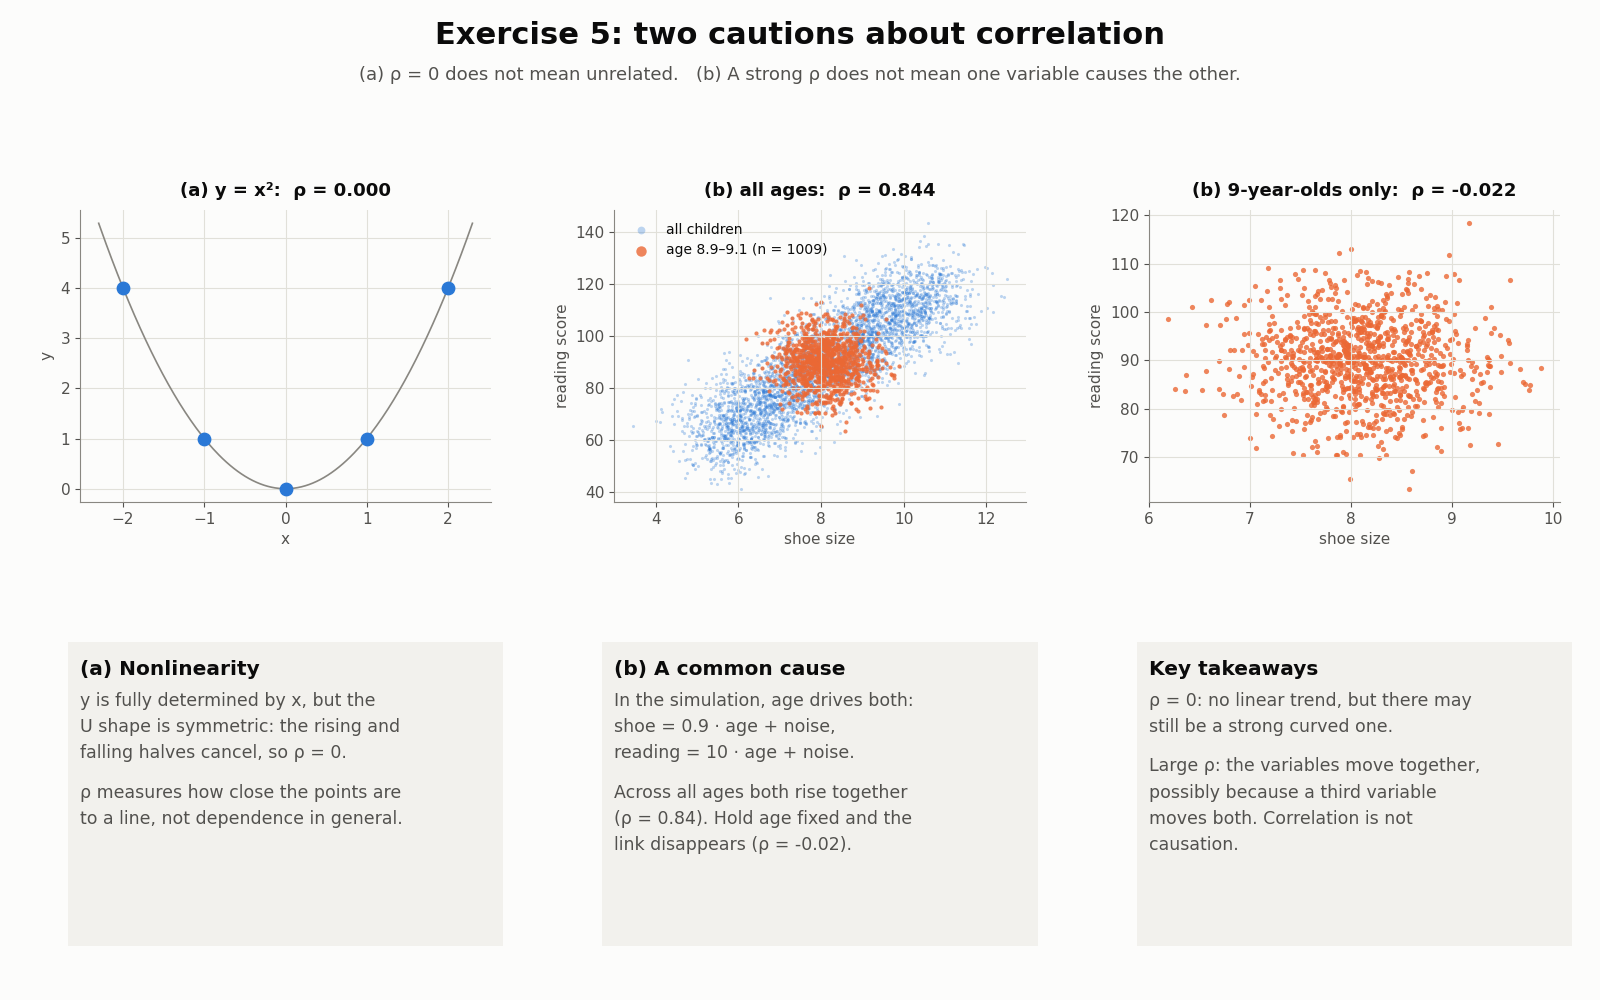 Exercise 5: two cautions about correlation
(a) ρ = 0 does not mean unrelated. (b) A strong ρ does not mean one variable causes the other.
(a) y = x²: ρ = 0.000
5
4
3
2
1
0
y
−2
−1
0
1
2
x
(b) all ages: ρ = 0.844
all children
age 8.9–9.1 (n = 1009)
140
120
100
80
60
40
reading score
4
6
8
10
12
shoe size
(b) 9-year-olds only: ρ = -0.022
120
110
100
90
80
70
reading score
6
7
8
9
10
shoe size
(a) Nonlinearity
y is fully determined by x, but the
U shape is symmetric: the rising and
falling halves cancel, so ρ = 0.
ρ measures how close the points are
to a line, not dependence in general.
(b) A common cause
In the simulation, age drives both:
shoe = 0.9 · age + noise,
reading = 10 · age + noise.
Across all ages both rise together
(ρ = 0.84). Hold age fixed and the
link disappears (ρ = -0.02).
Key takeaways
ρ = 0: no linear trend, but there may
still be a strong curved one.
Large ρ: the variables move together,
possibly because a third variable
moves both. Correlation is not
causation.